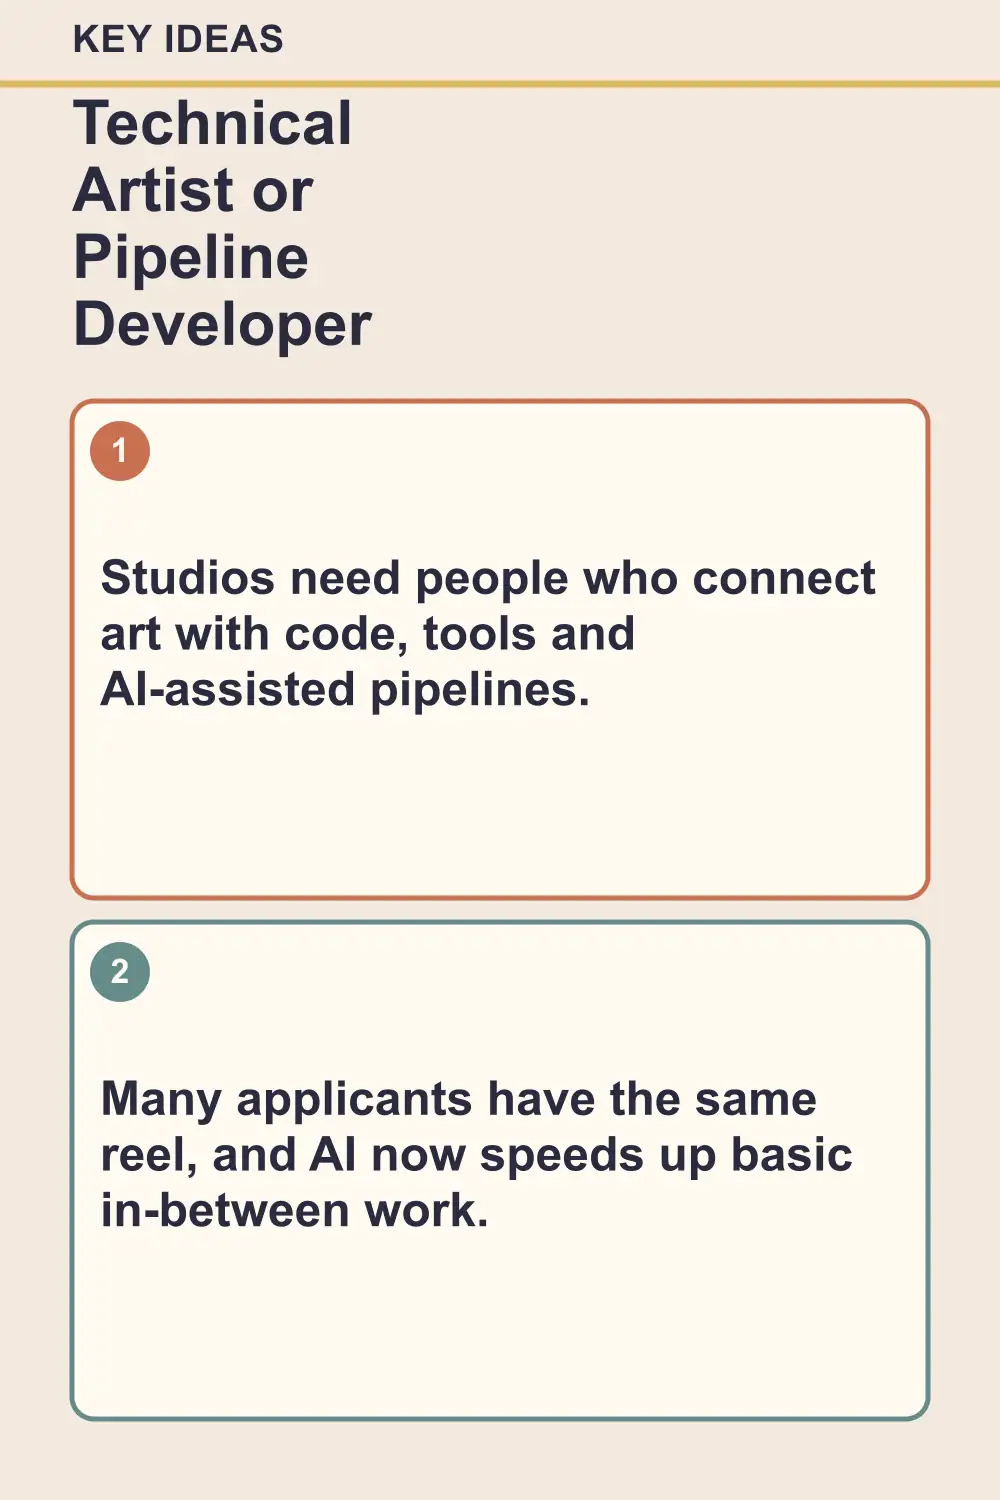 KEY IDEAS
Technical
Artist or
Pipeline
Developer
1
Studios need people who connect
art with code, tools and
AI-assisted pipelines.
2
Many applicants have the same
reel, and AI now speeds up basic
in-between work.